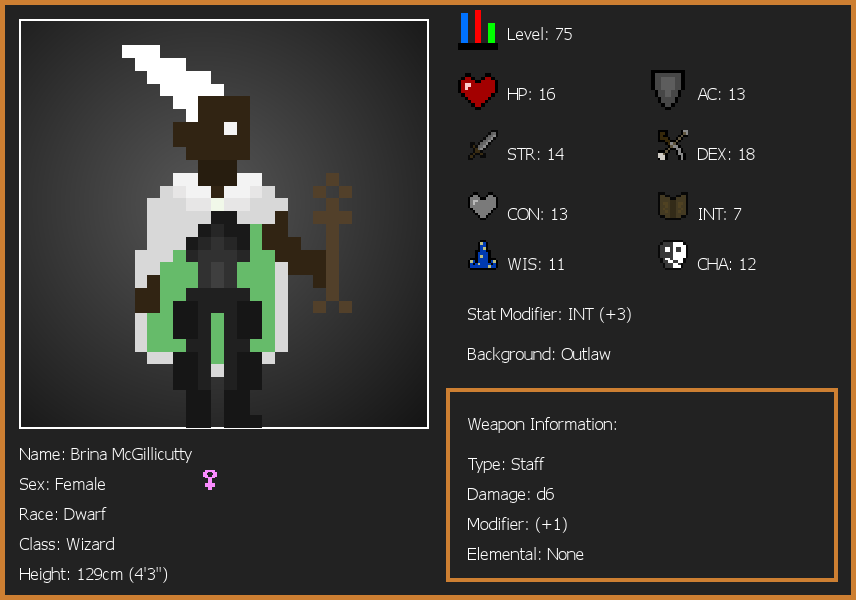 Level: 75
HP: 16
AC: 13
STR: 14
DEX: 18
CON: 13
INT: 7
WIS: 11
CHA: 12
Stat Modifier: INT (+3)
Background: Outlaw
Weapon Information:
Type: Staff
Damage: d6
Modifier: (+1)
Elemental: None
Name: Brina McGillicutty
Sex: Female
Race: Dwarf
Class: Wizard
Height: 129cm (4'3")